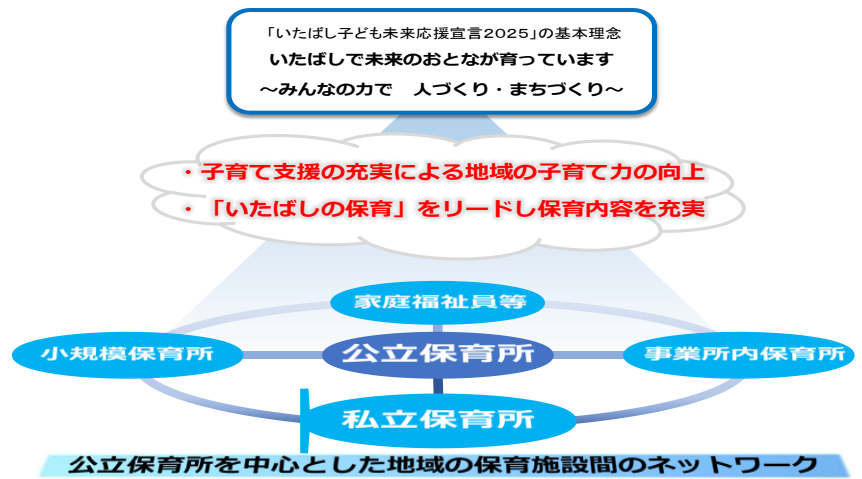 「いたばし子ども未来応援宣言2025」の基本理念
いたばしで未来のおとなが育っています
～みんなの力で　人づくり・まちづくり～
・子育て支援の充実による地域の子育て力の向上
・「いたばしの保育」をリードし保育内容を充実
家庭福祉員等
小規模保育所
公立保育所
事業所内保育所
私立保育所
公立保育所を中心とした地域の保育施設間のネットワーク